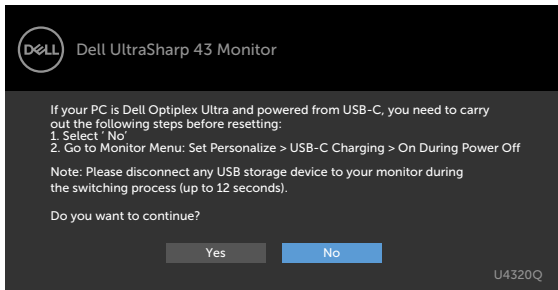 DELL
Dell UltraSharp 43 Monitor
If your PC is Dell Optiplex Ultra and powered from USB-C, you need to carry
out the following steps before resetting:
1. Select ‘ No’
2. Go to Monitor Menu: Set Personalize > USB-C Charging > On During Power Off
Note: Please disconnect any USB storage device to your monitor during
the switching process (up to 12 seconds).
Do you want to continue?
Yes No
U4320Q